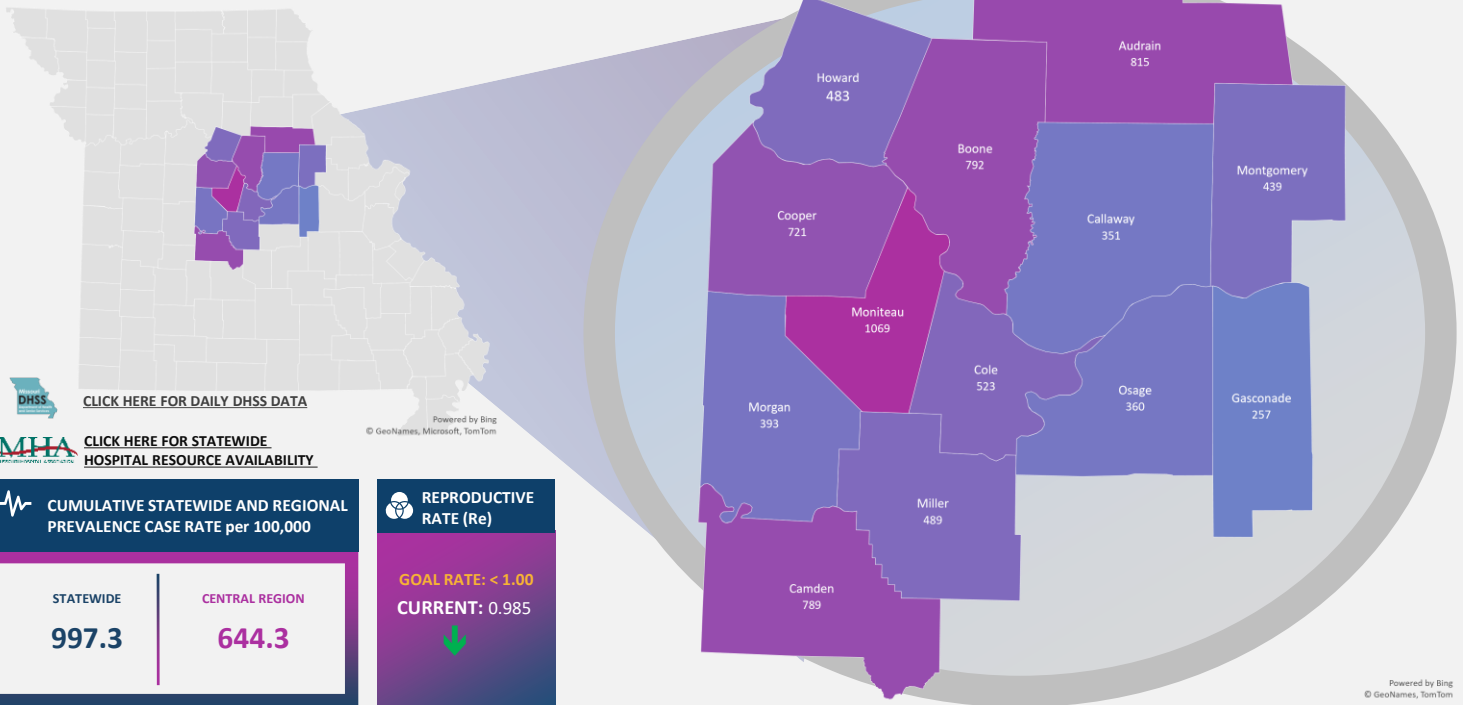 Audrain
815
Howard
483
Boone
792
Montgomery
439
Cooper
721
Callaway
351
Moniteau
1069
Cole
523
Osage
360
Gasconade
257
Morgan
393
Miller
489
Camden
789
Powered by Bing
© GeoNames, TomTom
Missouri
DHSS
CLICK HERE FOR DAILY DHSS DATA
Powered by Bing
© GeoNames, Microsoft, TomTom
MHA
CLICK HERE FOR STATEWIDE
HOSPITAL RESOURCE AVAILABILITY
CUMULATIVE STATEWIDE AND REGIONAL
PREVALENCE CASE RATE per 100,000
STATEWIDE
997.3
CENTRAL REGION
644.3
REPRODUCTIVE
RATE (Re)
GOAL RATE: < 1.00
CURRENT: 0.985